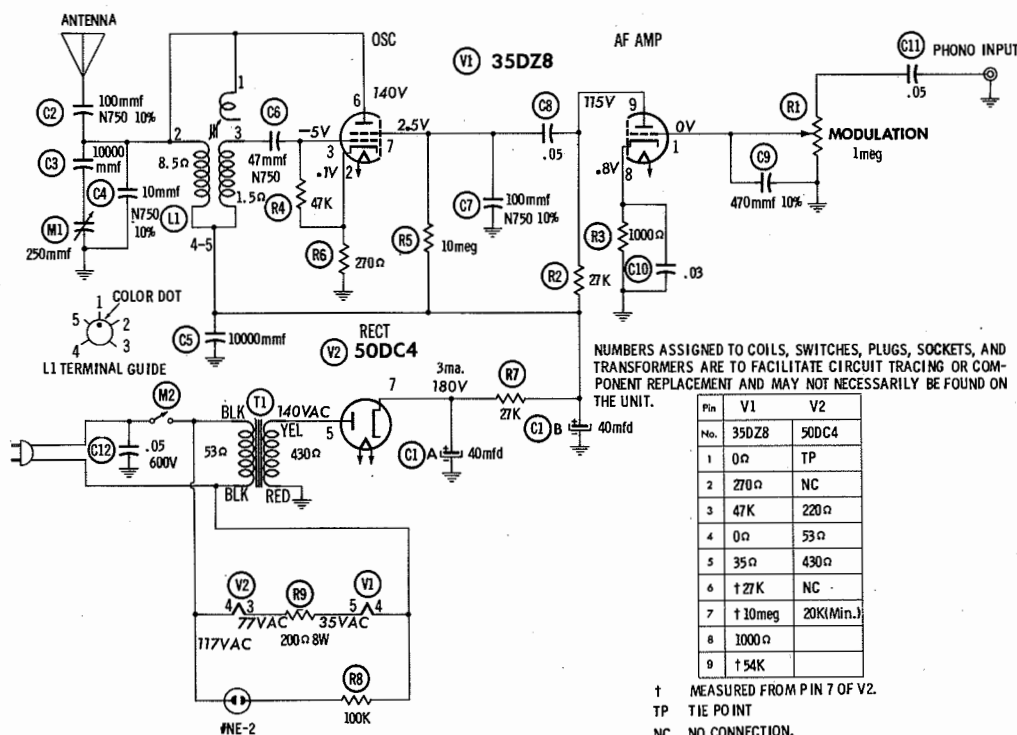 ANTENNA
OSC
V1 35DZ8
AF AMP
C11 PHONO INPUT
.05
C2
100mmf
N750 10%
C3
10000
mmf
C4
10mmf
N750
10%
M1
250mmf
1
2
3
8.5Ω
1.5Ω
L1
4-5
C6
47mmf
N750
-5V
6
140V
3
7
2
.1V
2.5V
R4
47K
R6
270Ω
R5
10meg
C7
100mmf
N750 10%
C8
.05
115V
9
0V
1
8
.8V
R1
MODULATION
1meg
C9
470mmf 10%
R3
1000Ω
C10
.03
R2
27K
COLOR DOT
1
5
2
4
3
L1 TERMINAL GUIDE
C5
10000mmf
RECT
V2 50DC4
M2
C12
.05
600V
BLK
T1
140VAC
YEL
53Ω
430Ω
BLK
RED
5
7
3ma.
180V
R7
27K
C1 A
40mfd
C1 B
40mfd
V2
4 3
R9
V1
5 4
77VAC
35VAC
117VAC
200Ω 8W
R8
100K
#NE-2
NUMBERS ASSIGNED TO COILS, SWITCHES, PLUGS, SOCKETS, AND
TRANSFORMERS ARE TO FACILITATE CIRCUIT TRACING OR COM-
PONENT REPLACEMENT AND MAY NOT NECESSARILY BE FOUND ON
THE UNIT.
Pin V1 V2
No. 35DZ8 50DC4
1 0Ω TP
2 270Ω NC
3 47K 220Ω
4 0Ω 53Ω
5 35Ω 430Ω
6 †27K NC
7 †10meg 20K(Min.)
8 1000Ω
9 †54K
† MEASURED FROM PIN 7 OF V2.
TP TIE POINT
NC NO CONNECTION.